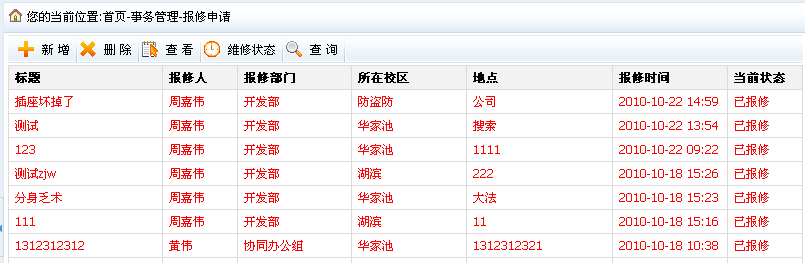 您的当前位置:首页-事务管理-报修申请
新 增 删 除 查 看 维修状态 查 询
标题 报修人 报修部门 所在校区 地点 报修时间 当前状态
插座坏掉了 周嘉伟 开发部 防盗防 公司 2010-10-22 14:59 已报修
测试 周嘉伟 开发部 华家池 搜索 2010-10-22 13:54 已报修
123 周嘉伟 开发部 华家池 1111 2010-10-22 09:22 已报修
测试zjw 周嘉伟 开发部 湖滨 222 2010-10-18 15:26 已报修
分身乏术 周嘉伟 开发部 华家池 大法 2010-10-18 15:23 已报修
111 周嘉伟 开发部 湖滨 11 2010-10-18 15:16 已报修
1312312312 黄伟 协同办公组 华家池 1312312321 2010-10-18 10:38 已报修